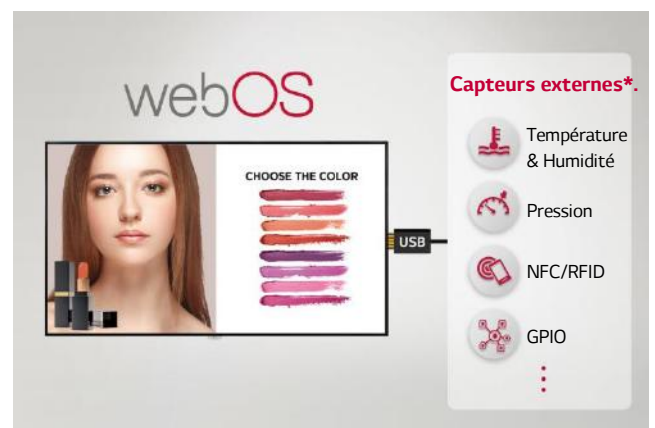 webOS
CHOOSE THE COLOR
USB
Capteurs externes*.
Température
& Humidité
Pression
NFC/RFID
GPIO